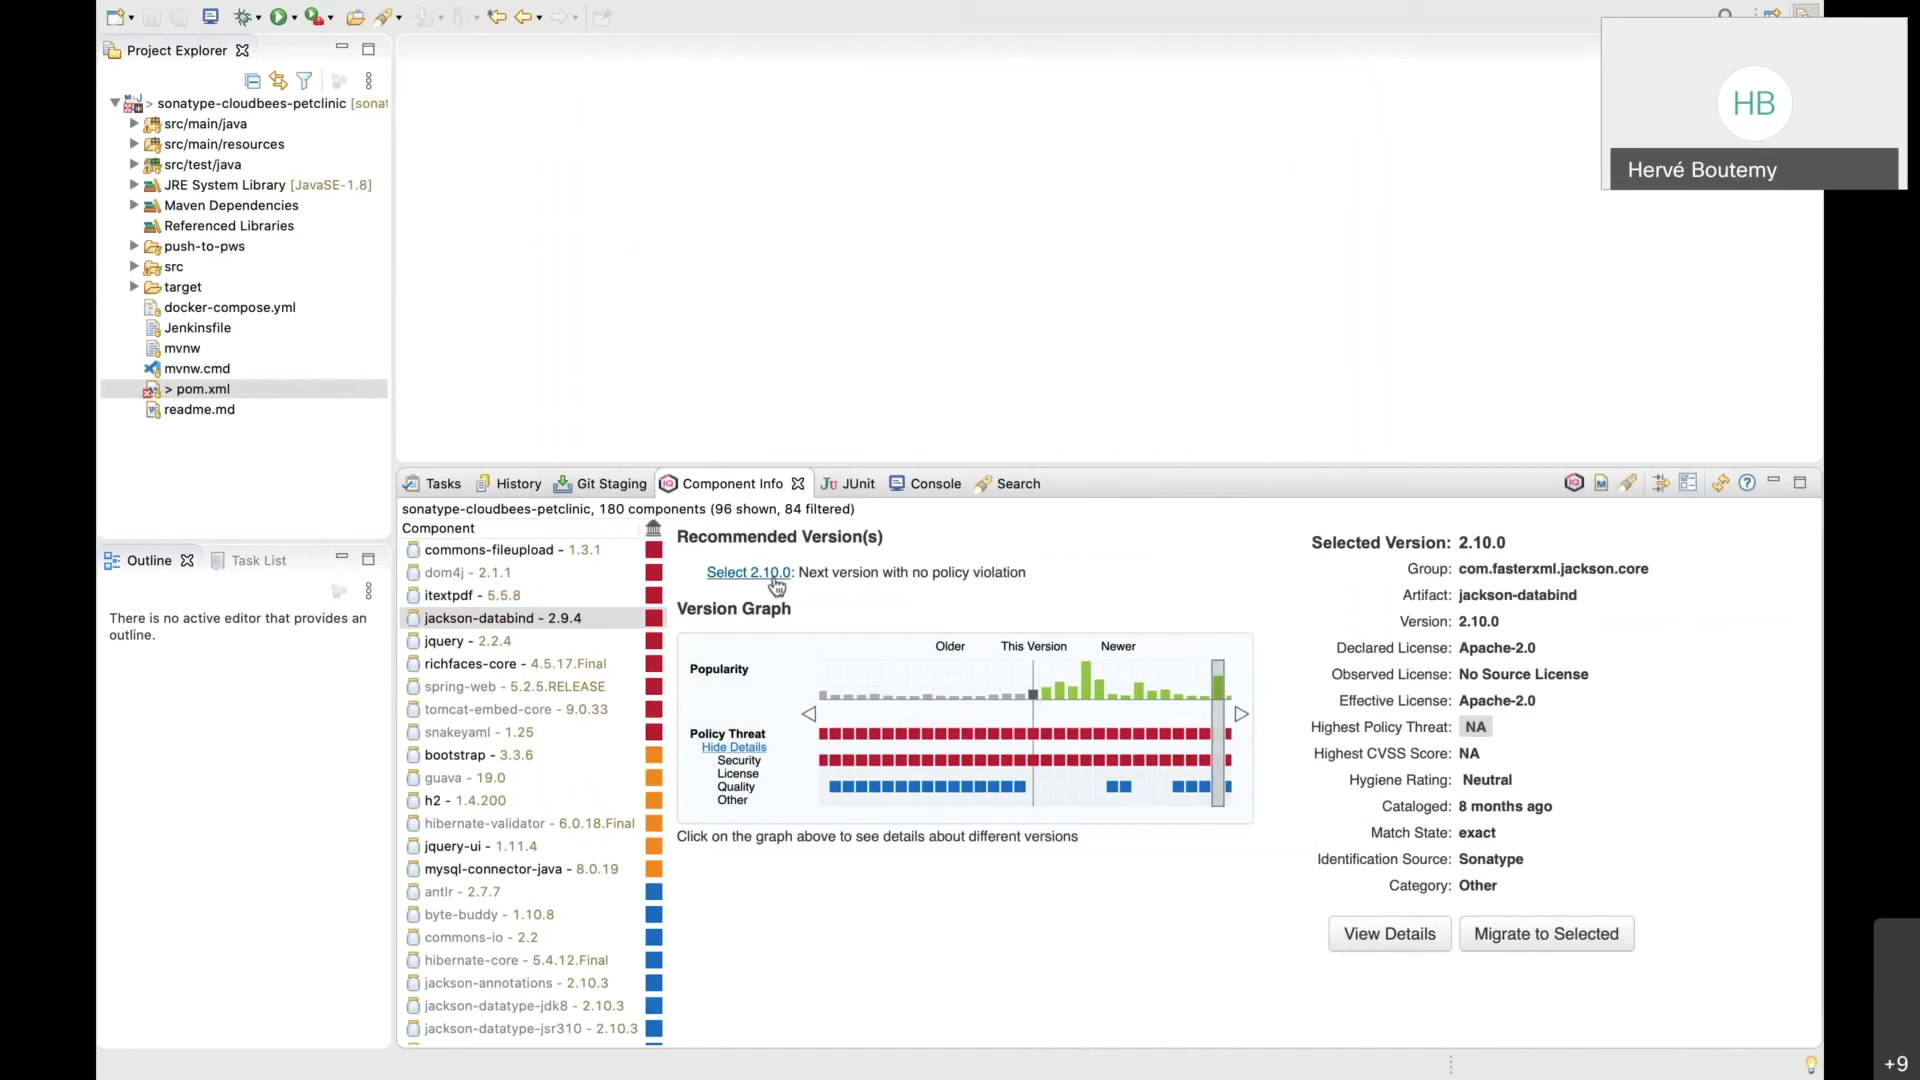 Project Explorer
> sonatype-cloudbees-petclinic [sonat
src/main/java
src/main/resources
src/test/java
JRE System Library [JavaSE-1.8]
Maven Dependencies
Referenced Libraries
push-to-pws
src
target
docker-compose.yml
Jenkinsfile
mvnw
mvnw.cmd
> pom.xml
readme.md
Outline
Task List
There is no active editor that provides an
outline.
HB
Hervé Boutemy
Tasks
History
Git Staging
Component Info
JUnit
Console
Search
sonatype-cloudbees-petclinic, 180 components (96 shown, 84 filtered)
Component
commons-fileupload - 1.3.1
dom4j - 2.1.1
itextpdf - 5.5.8
jackson-databind - 2.9.4
jquery - 2.2.4
richfaces-core - 4.5.17.Final
spring-web - 5.2.5.RELEASE
tomcat-embed-core - 9.0.33
snakeyaml - 1.25
bootstrap - 3.3.6
guava - 19.0
h2 - 1.4.200
hibernate-validator - 6.0.18.Final
jquery-ui - 1.11.4
mysql-connector-java - 8.0.19
antlr - 2.7.7
byte-buddy - 1.10.8
commons-io - 2.2
hibernate-core - 5.4.12.Final
jackson-annotations - 2.10.3
jackson-datatype-jdk8 - 2.10.3
jackson-datatype-jsr310 - 2.10.3
Recommended Version(s)
Select 2.10.0: Next version with no policy violation
Version Graph
Older
This Version
Newer
Popularity
Policy Threat
Hide Details
Security
License
Quality
Other
Click on the graph above to see details about different versions
Selected Version: 2.10.0
Group: com.fasterxml.jackson.core
Artifact: jackson-databind
Version: 2.10.0
Declared License: Apache-2.0
Observed License: No Source License
Effective License: Apache-2.0
Highest Policy Threat: NA
Highest CVSS Score: NA
Hygiene Rating: Neutral
Cataloged: 8 months ago
Match State: exact
Identification Source: Sonatype
Category: Other
View Details
Migrate to Selected
+9